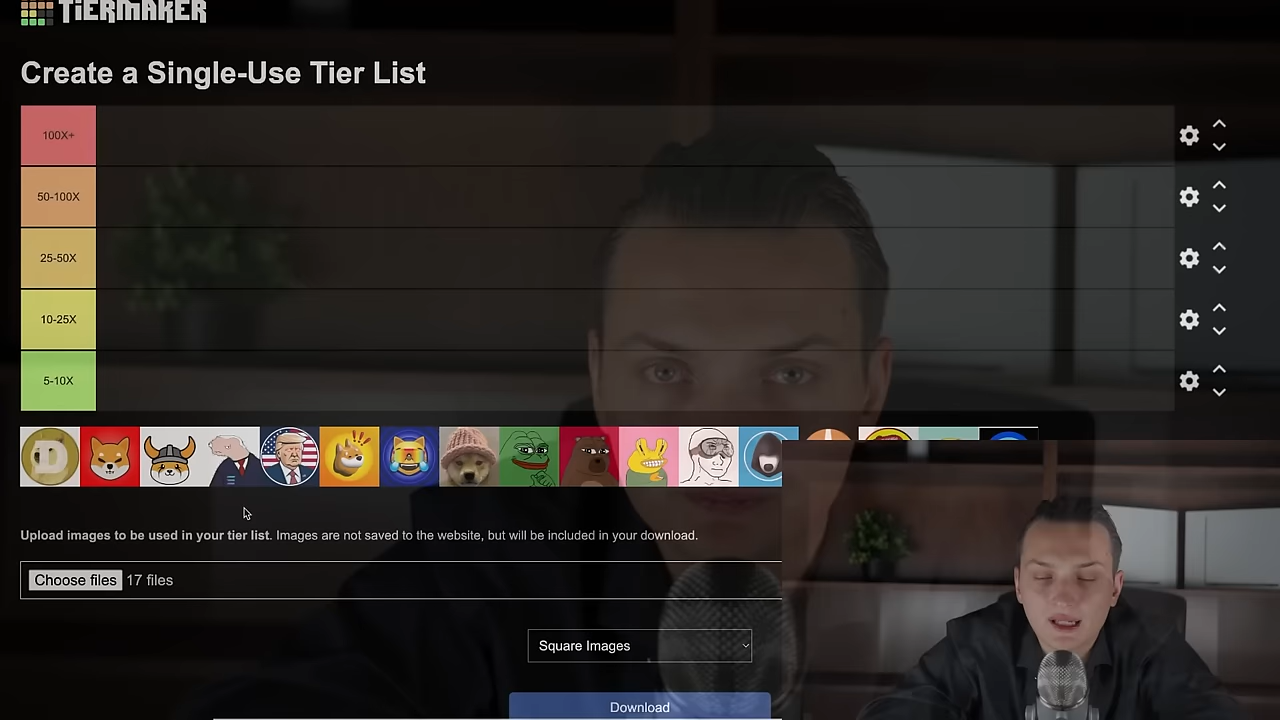 TiERMAKER
Create a Single-Use Tier List
100X+
50-100X
25-50X
10-25X
5-10X
Upload images to be used in your tier list. Images are not saved to the website, but will be included in your download.
Choose files 17 files
Square Images
Download